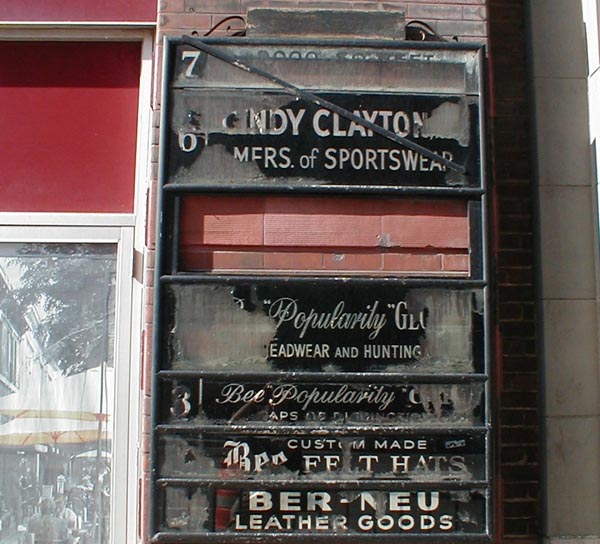 7
6
NDY CLAYTON
MFRS. of SPORTSWEAR
"Popularity"
EADWEAR AND HUNTING
3 Bee "Popularity"
CUSTOM MADE
Bee FELT HATS
BER-NEU
LEATHER GOODS